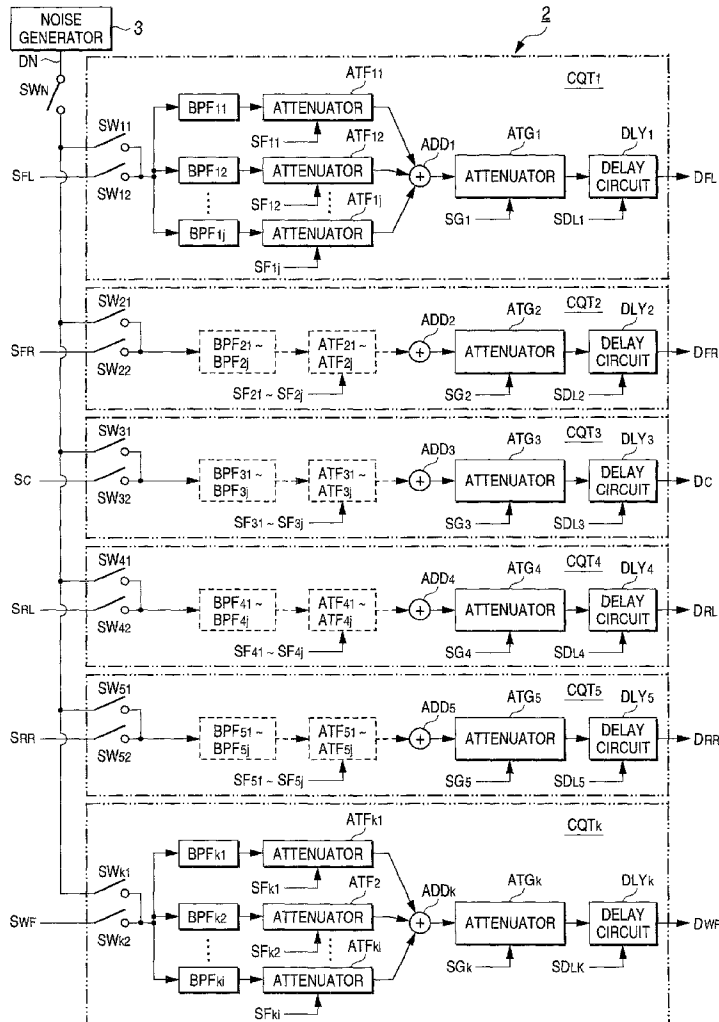 NOISE
GENERATOR
3
DN
SWN
2
CQT1
ATF11
BPF11
ATTENUATOR
SF11
SW11
SFL
SW12
ATF12
BPF12
ATTENUATOR
SF12
ADD1
ATG1
ATTENUATOR
SG1
DLY1
DELAY
CIRCUIT
SDL1
DFL
ATF1j
BPF1j
ATTENUATOR
SF1j
CQT2
SW21
SFR
SW22
BPF21~
BPF2j
ATF21~
ATF2j
SF21~SF2j
ADD2
ATG2
ATTENUATOR
SG2
DLY2
DELAY
CIRCUIT
SDL2
DFR
CQT3
SW31
SC
SW32
BPF31~
BPF3j
ATF31~
ATF3j
SF31~SF3j
ADD3
ATG3
ATTENUATOR
SG3
DLY3
DELAY
CIRCUIT
SDL3
DC
CQT4
SW41
SRL
SW42
BPF41~
BPF4j
ATF41~
ATF4j
SF41~SF4j
ADD4
ATG4
ATTENUATOR
SG4
DLY4
DELAY
CIRCUIT
SDL4
DRL
CQT5
SW51
SRR
SW52
BPF51~
BPF5j
ATF51~
ATF5j
SF51~SF5j
ADD5
ATG5
ATTENUATOR
SG5
DLY5
DELAY
CIRCUIT
SDL5
DRR
CQTk
ATFk1
BPFk1
ATTENUATOR
SFk1
SWk1
SWF
SWk2
ATF2
BPFk2
ATTENUATOR
SFk2
ADDk
ATGk
ATTENUATOR
SGk
DLYk
DELAY
CIRCUIT
SDLK
DWF
ATFki
BPFki
ATTENUATOR
SFki